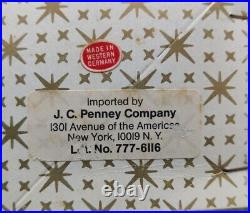 MADE IN
WESTERN
GERMANY
Imported by
J. C. Penney Company
1301 Avenue of the Americas
New York, 10019 N. Y.
Lot. No. 777-6116